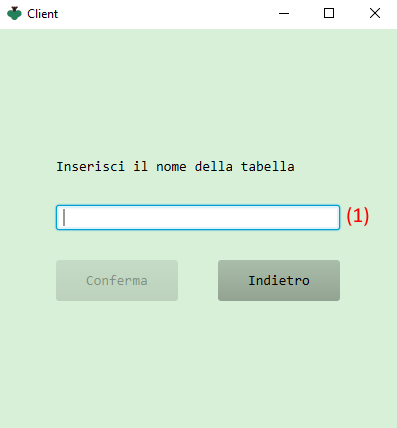 Client
Inserisci il nome della tabella
(1)
Conferma
Indietro